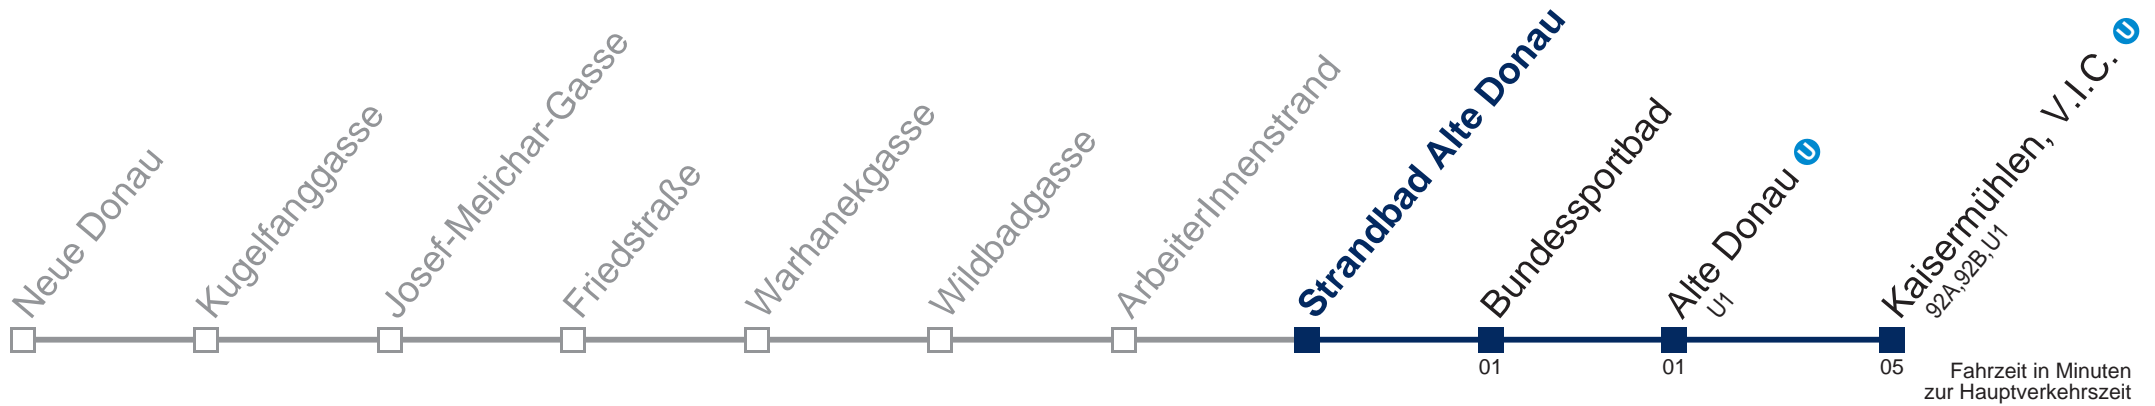 Neue Donau
Kugelfanggasse
Josef-Melichar-Gasse
Friedstraße
Warhanekgasse
Wildbadgasse
ArbeiterInnenstrand
Strandbad Alte Donau
Bundessportbad
Alte Donau U
U1
Kaisermühlen, V.I.C. U
92A,92B,U1
01
01
05
Fahrzeit in Minuten
zur Hauptverkehrszeit